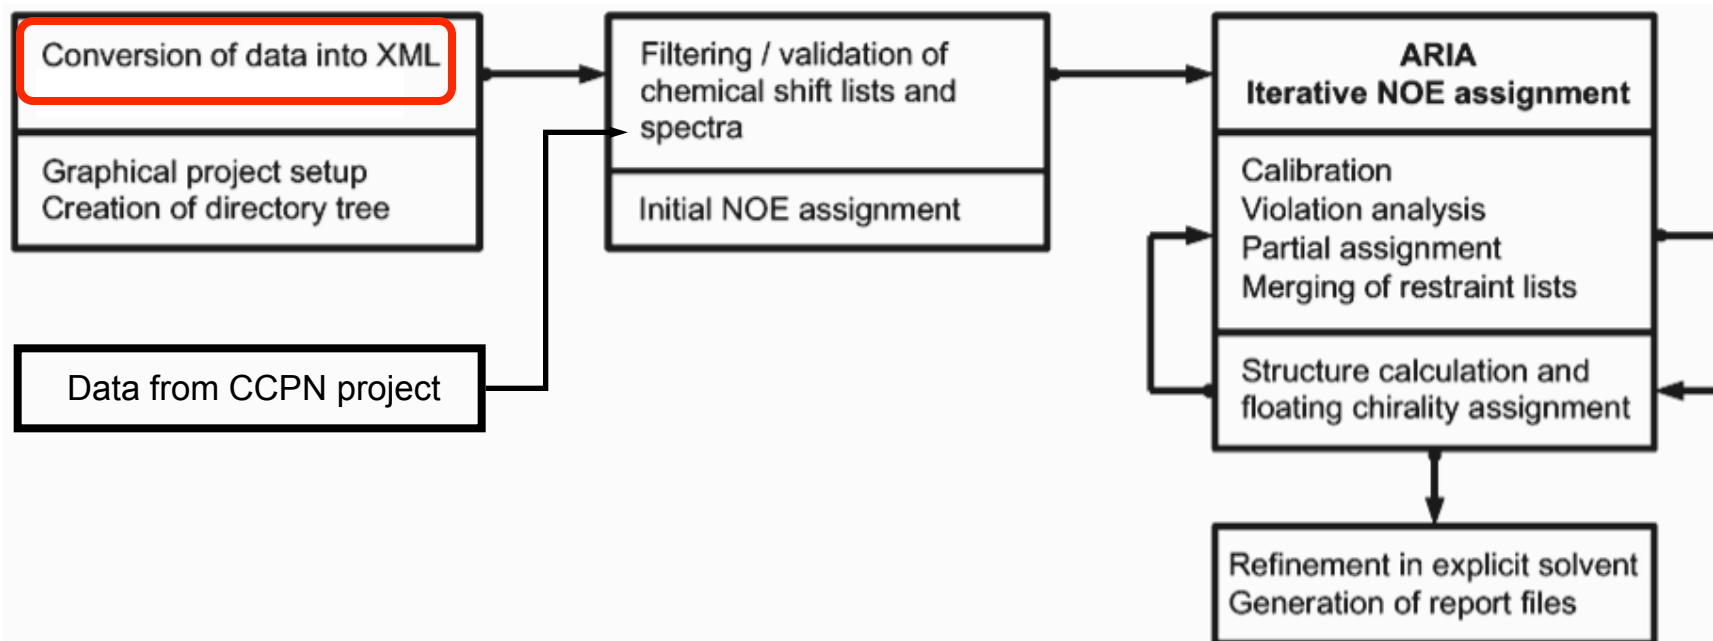 Conversion of data into XML
Graphical project setup
Creation of directory tree
Data from CCPN project
Filtering / validation of
chemical shift lists and
spectra
Initial NOE assignment
ARIA
Iterative NOE assignment
Calibration
Violation analysis
Partial assignment
Merging of restraint lists
Structure calculation and
floating chirality assignment
Refinement in explicit solvent
Generation of report files